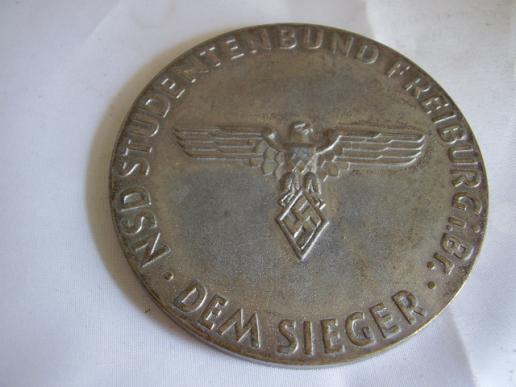 NSD STUDENTENBUND FREIBURG i.Br.
· DEM SIEGER ·